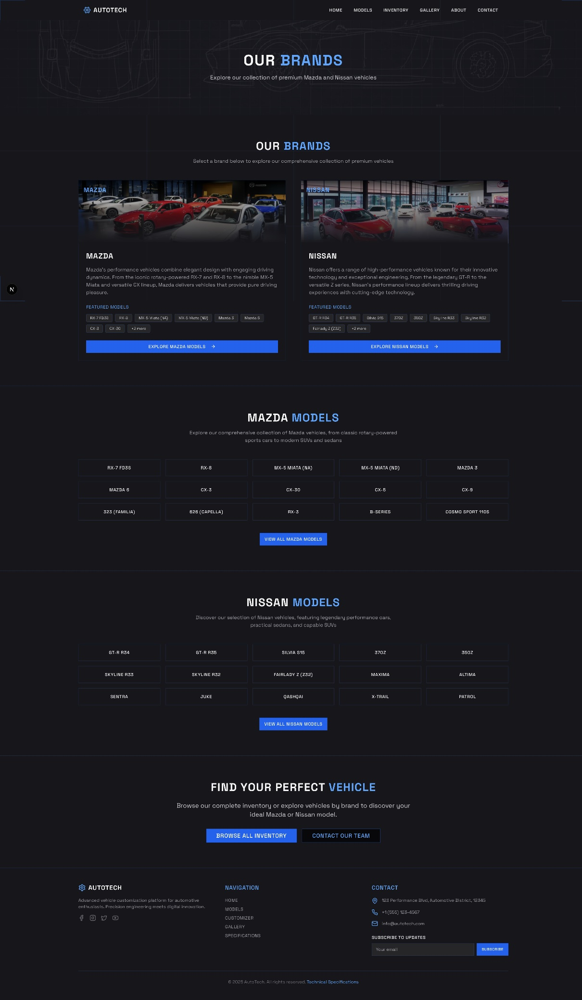 AUTOTECH
HOME MODELS INVENTORY GALLERY ABOUT CONTACT
OUR BRANDS
Explore our collection of premium Mazda and Nissan vehicles
OUR BRANDS
Select a brand below to explore our comprehensive collection of premium vehicles
MAZDA
MAZDA
Mazda's performance vehicles combine elegant design with engaging driving
dynamics. From the iconic rotary-powered RX-7 and RX-8 to the nimble MX-5
Miata and versatile CX lineup, Mazda delivers vehicles that provide pure driving
pleasure.
FEATURED MODELS
RX-7 FD3S RX-8 MX-5 Miata (NA) MX-5 Miata (ND) Mazda 3 Mazda 6
CX-3 CX-30 +2 more
EXPLORE MAZDA MODELS
NISSAN
NISSAN
Nissan offers a range of high-performance vehicles known for their innovative
technology and exceptional engineering. From the legendary GT-R to the
versatile Z series, Nissan's performance lineup delivers thrilling driving
experiences with cutting-edge technology.
FEATURED MODELS
GT-R R34 GT-R R35 Silvia S15 370Z 350Z Skyline R33 Skyline R32
Fairlady Z (Z32) +2 more
EXPLORE NISSAN MODELS
N
MAZDA MODELS
Explore our comprehensive collection of Mazda vehicles, from classic rotary-powered
sports cars to modern SUVs and sedans
RX-7 FD3S RX-8 MX-5 MIATA (NA) MX-5 MIATA (ND) MAZDA 3
MAZDA 6 CX-3 CX-30 CX-5 CX-9
323 (FAMILIA) 626 (CAPELLA) RX-3 B-SERIES COSMO SPORT 110S
VIEW ALL MAZDA MODELS
NISSAN MODELS
Discover our selection of Nissan vehicles, featuring legendary performance cars,
practical sedans, and capable SUVs
GT-R R34 GT-R R35 SILVIA S15 370Z 350Z
SKYLINE R33 SKYLINE R32 FAIRLADY Z (Z32) MAXIMA ALTIMA
SENTRA JUKE QASHQAI X-TRAIL PATROL
VIEW ALL NISSAN MODELS
FIND YOUR PERFECT VEHICLE
Browse our complete inventory or explore vehicles by brand to discover your
ideal Mazda or Nissan model.
BROWSE ALL INVENTORY CONTACT OUR TEAM
AUTOTECH
Advanced vehicle customization platform for automotive
enthusiasts. Precision engineering meets digital innovation.
NAVIGATION
HOME
MODELS
CUSTOMIZER
GALLERY
SPECIFICATIONS
CONTACT
123 Performance Blvd, Automotive District, 12345
+1 (555) 123-4567
info@autotech.com
SUBSCRIBE TO UPDATES
Your email SUBSCRIBE
© 2025 AutoTech. All rights reserved. Technical Specifications